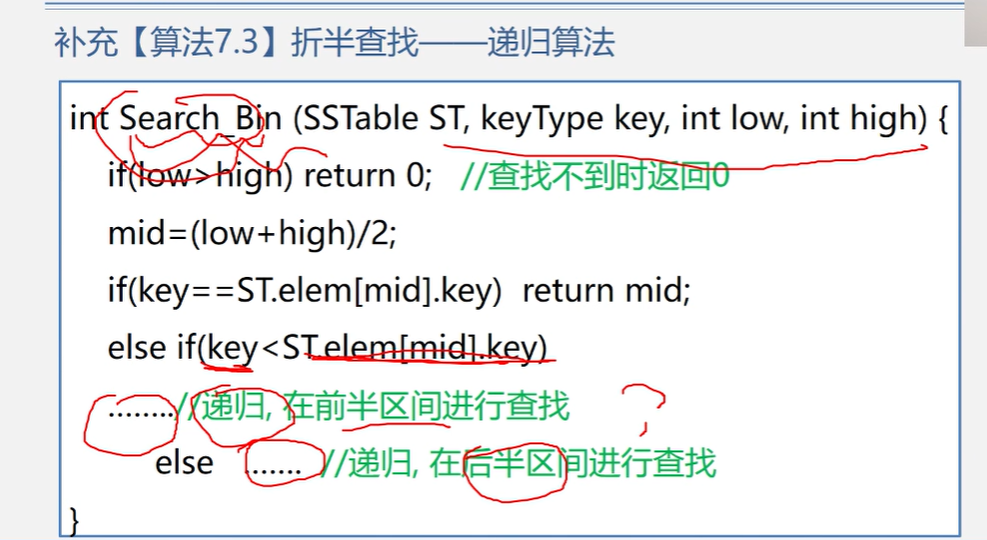 补充【算法7.3】折半查找——递归算法
int Search_Bin (SSTable ST, keyType key, int low, int high) {
if(low>high) return 0; //查找不到时返回0
mid=(low+high)/2;
if(key==ST.elem[mid].key) return mid;
else if(key<ST.elem[mid].key)
........//递归, 在前半区间进行查找
?
else ....... //递归, 在后半区间进行查找
}